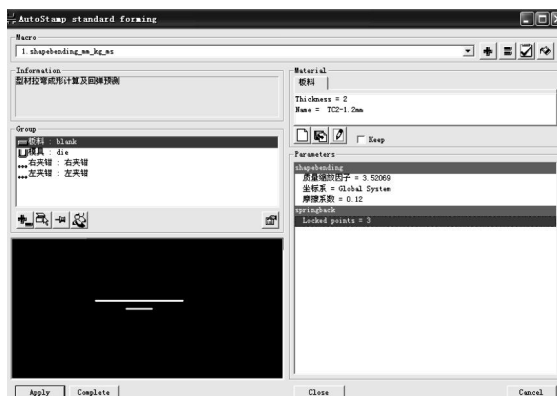 AutoStamp standard forming
Macro
1.shapebending_mm_kg_ms
Information
型材拉弯成形计算及回弹预测
Group
板料 : blank
模具 : die
右夹钳 : 右夹钳
左夹钳 : 左夹钳
Material
板料
Thickness = 2
Name = TC2-1.2mm
Keep
Parameters
shapebending
质量缩放因子 = 3.52069
坐标系 = Global System
摩擦系数 = 0.12
springback
Locked points = 3
Apply
Complete
Close
Cancel